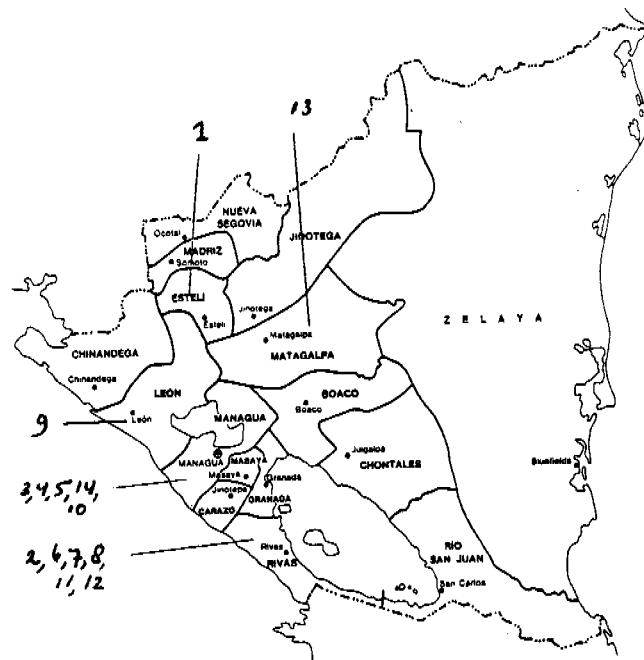 13
1
NUEVA
SEGOVIA
Ocotal
JINOTEGA
MADRIZ
Somoto
ESTELI
Esteli
Jinotega
Matagalpa
MATAGALPA
Z E L A Y A
CHINANDEGA
Chinandega
LEÓN
León
9
MANAGUA
BOACO
Boaco
MANAGUA
MASAYA
Masaya
Juigalpa
CHONTALES
Granada
GRANADA
Jinotepe
CARAZO
Bluefields
3, 4, 5, 14,
10
2, 6, 7, 8,
11, 12
Rivas
RIVAS
RÍO
SAN JUAN
San Carlos